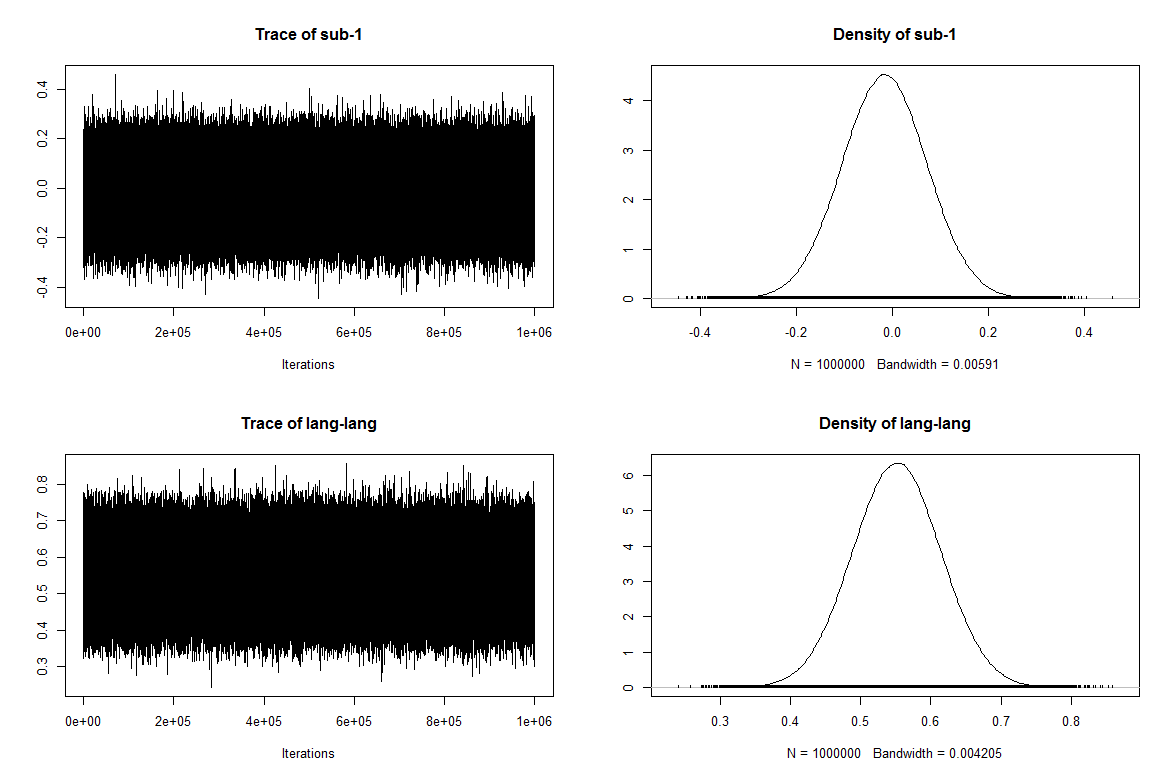 Trace of sub-1
0.4
0.2
0.0
-0.2
-0.4
0e+00 2e+05 4e+05 6e+05 8e+05 1e+06
Iterations
Density of sub-1
4
3
2
1
0
-0.4 -0.2 0.0 0.2 0.4
N = 1000000 Bandwidth = 0.00591
Trace of lang-lang
0.8
0.7
0.6
0.5
0.4
0.3
0e+00 2e+05 4e+05 6e+05 8e+05 1e+06
Iterations
Density of lang-lang
6
5
4
3
2
1
0
0.3 0.4 0.5 0.6 0.7 0.8
N = 1000000 Bandwidth = 0.004205